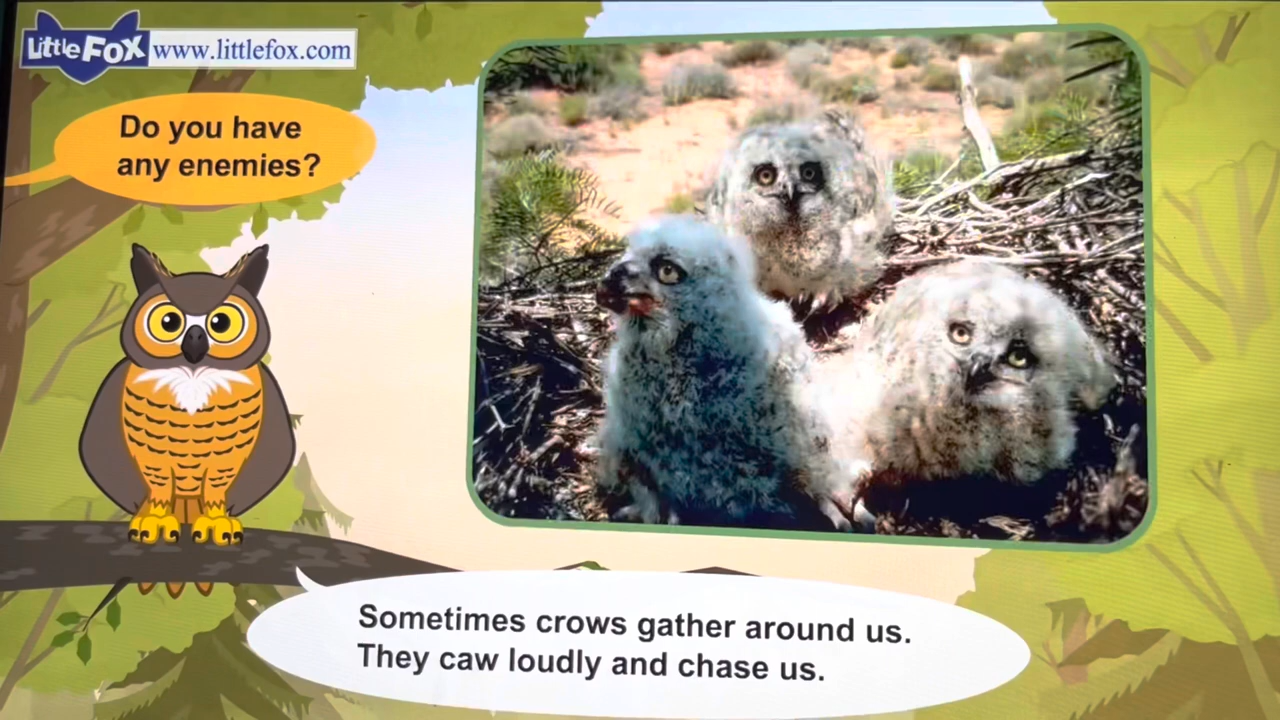 Little Fox www.littlefox.com
Do you have
any enemies?
Sometimes crows gather around us.
They caw loudly and chase us.